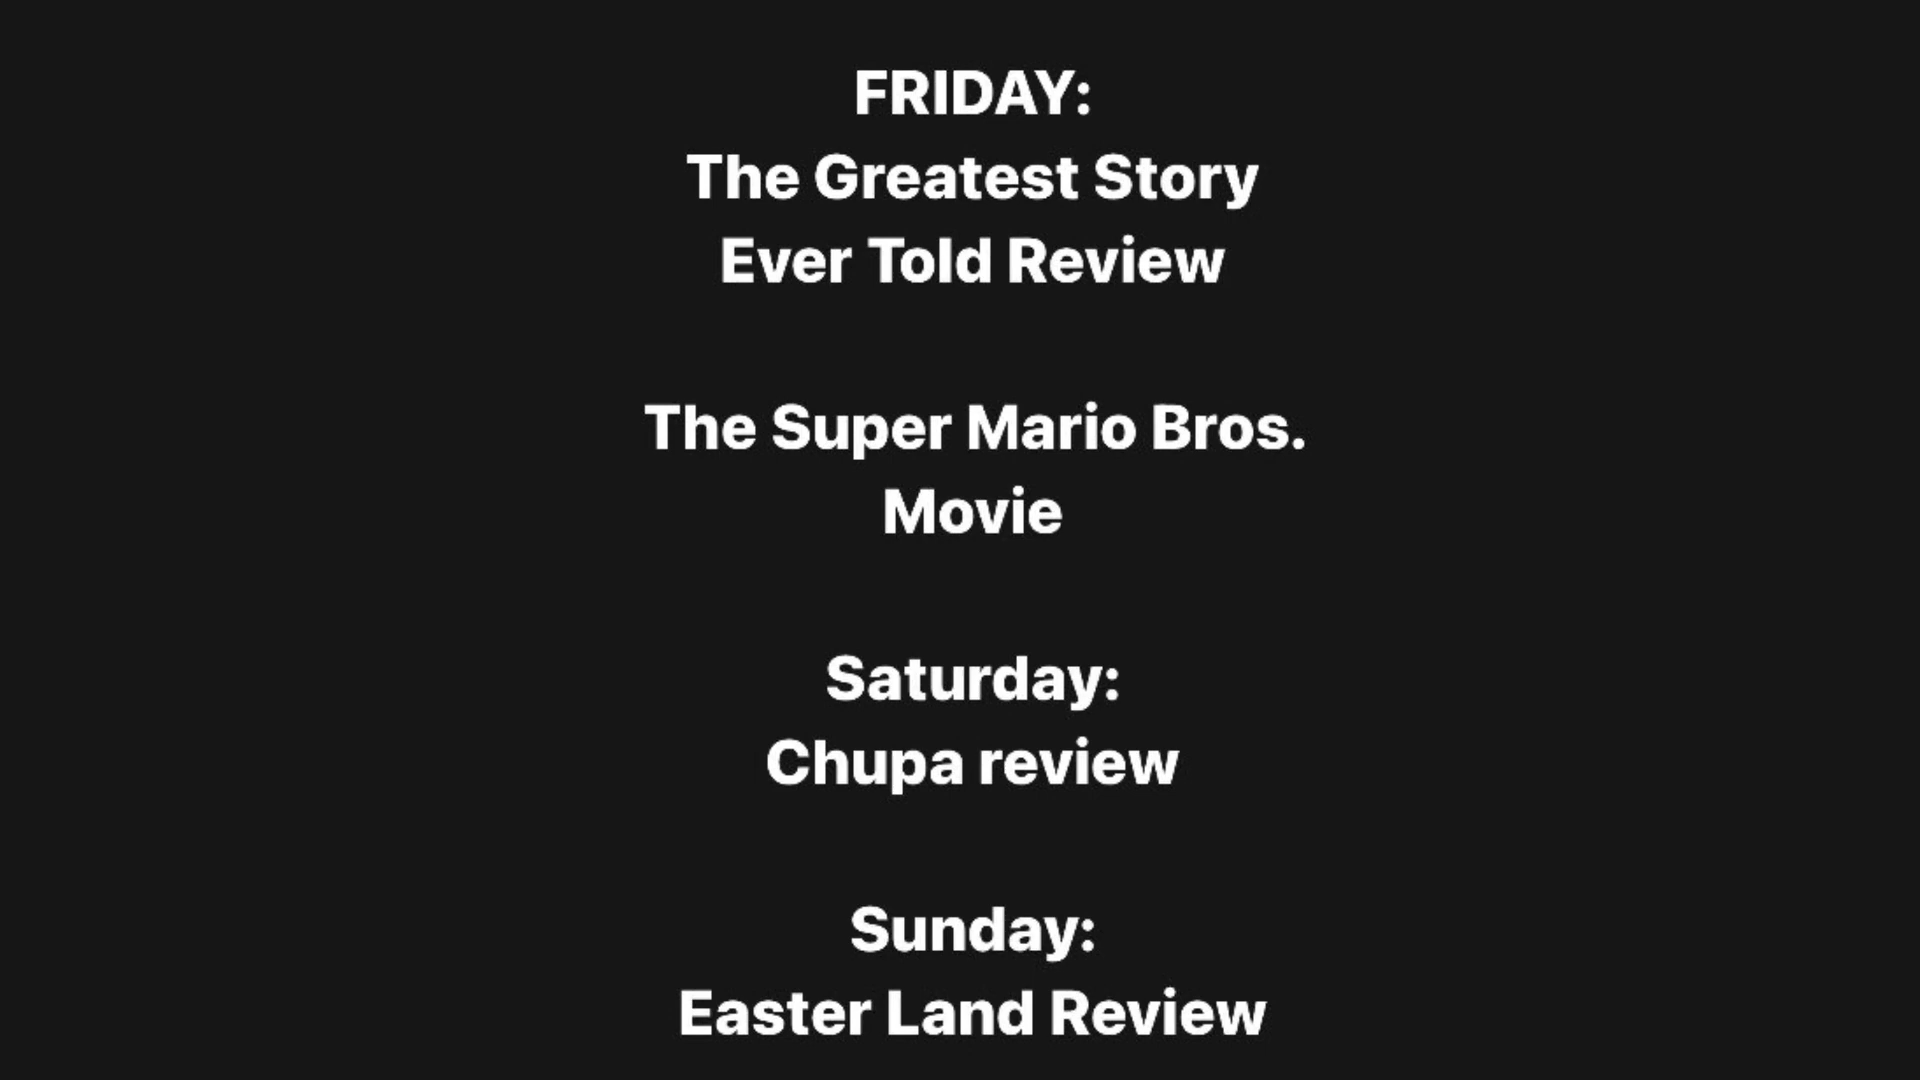 FRIDAY:
The Greatest Story
Ever Told Review
The Super Mario Bros.
Movie
Saturday:
Chupa review
Sunday:
Easter Land Review